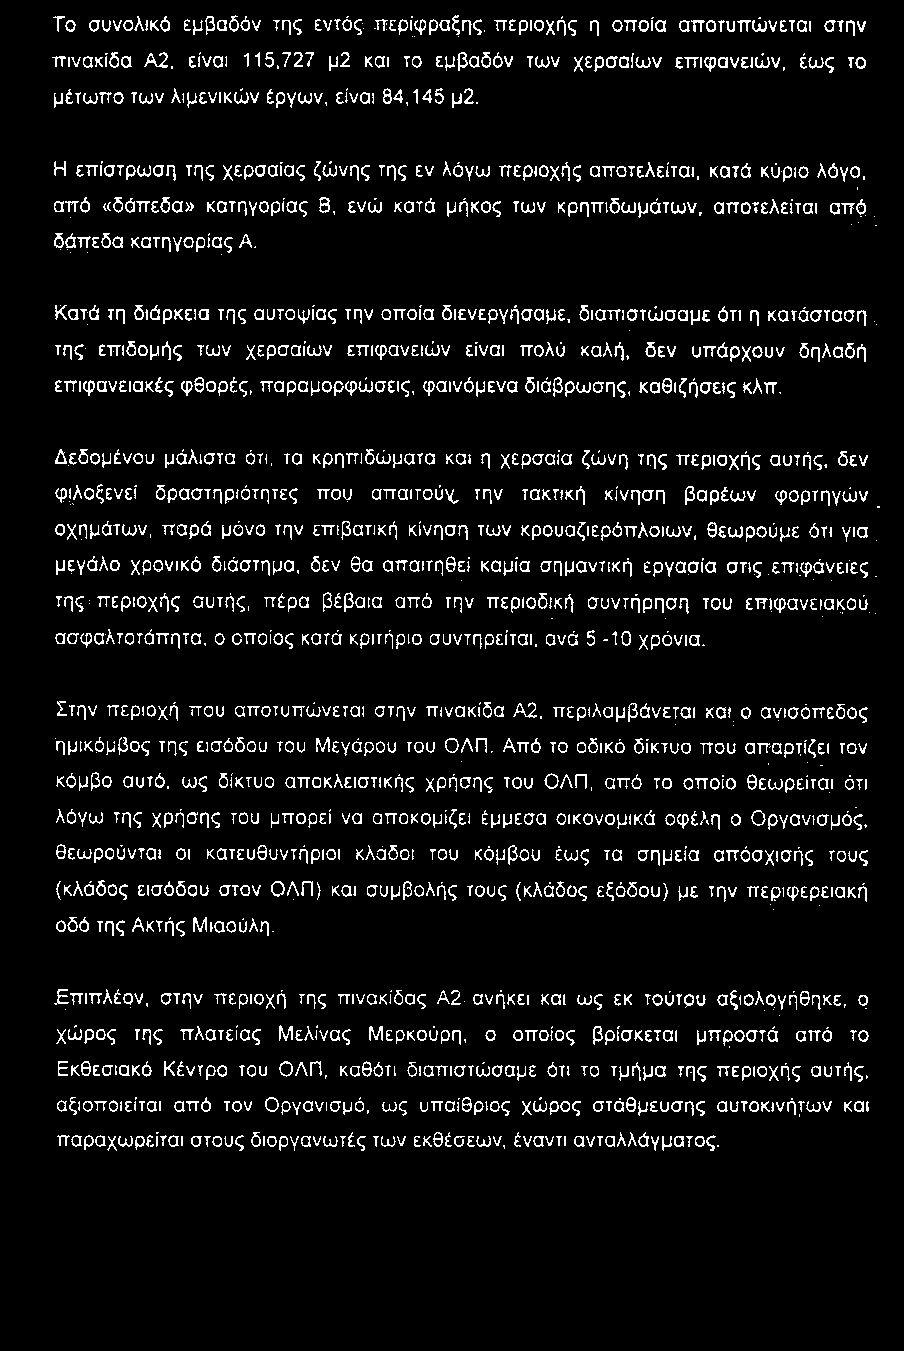 Το συνολικό εμβαδόν της εντός περίφραξης περιοχής η οποία αποτυπώνεται στην
πινακίδα Α2, είναι 115,727 μ2 και το εμβαδόν των χερσαίων επιφανειών, έως το
μέτωπο των λιμενικών έργων, είναι 84,145 μ2.
Η επίστρωση της χερσαίας ζώνης της εν λόγω περιοχής αποτελείται, κατά κύριο λόγο,
από «δάπεδα» κατηγορίας Β, ενώ κατά μήκος των κρηπιδωμάτων, αποτελείται από
δάπεδα κατηγορίας Α.
Κατά τη διάρκεια της αυτοψίας την οποία διενεργήσαμε, διαπιστώσαμε ότι η κατάσταση
της επιδομής των χερσαίων επιφανειών είναι πολύ καλή, δεν υπάρχουν δηλαδή
επιφανειακές φθορές, παραμορφώσεις, φαινόμενα διάβρωσης, καθιζήσεις κλπ.
Δεδομένου μάλιστα ότι, τα κρηπιδώματα και η χερσαία ζώνη της περιοχής αυτής, δεν
φιλοξενεί δραστηριότητες που απαιτούν, την τακτική κίνηση βαρέων φορτηγών
οχημάτων, παρά μόνο την επιβατική κίνηση των κρουαζιερόπλοιων, θεωρούμε ότι για
μεγάλο χρονικό διάστημα, δεν θα απαιτηθεί καμία σημαντική εργασία στις επιφάνειες
της περιοχής αυτής, πέρα βέβαια από την περιοδική συντήρηση του επιφανειακού
ασφαλτοτάπητα, ο οποίος κατά κριτήριο συντηρείται, ανά 5 -10 χρόνια.
Στην περιοχή που αποτυπώνεται στην πινακίδα Α2, περιλαμβάνεται και ο ανισόπεδος
ημικόμβος της εισόδου του Μεγάρου του ΟΛΠ. Από το οδικό δίκτυο που απαρτίζει τον
κόμβο αυτό, ως δίκτυο αποκλειστικής χρήσης του ΟΛΠ, από το οποίο θεωρείται ότι
λόγω της χρήσης του μπορεί να αποκομίζει έμμεσα οικονομικά οφέλη ο Οργανισμός,
θεωρούνται οι κατευθυντήριοι κλάδοι του κόμβου έως τα σημεία απόσχισής τους
(κλάδος εισόδου στον ΟΛΠ) και συμβολής τους (κλάδος εξόδου) με την περιφερειακή
οδό της Ακτής Μιαούλη.
Επιπλέον, στην περιοχή της πινακίδας Α2 ανήκει και ως εκ τούτου αξιολογήθηκε, ο
χώρος της πλατείας Μελίνας Μερκούρη, ο οποίος βρίσκεται μπροστά από το
Εκθεσιακό Κέντρο του ΟΛΠ, καθότι διαπιστώσαμε ότι το τμήμα της περιοχής αυτής,
αξιοποιείται από τον Οργανισμό, ως υπαίθριος χώρος στάθμευσης αυτοκινήτων και
παραχωρείται στους διοργανωτές των εκθέσεων, έναντι ανταλλάγματος.